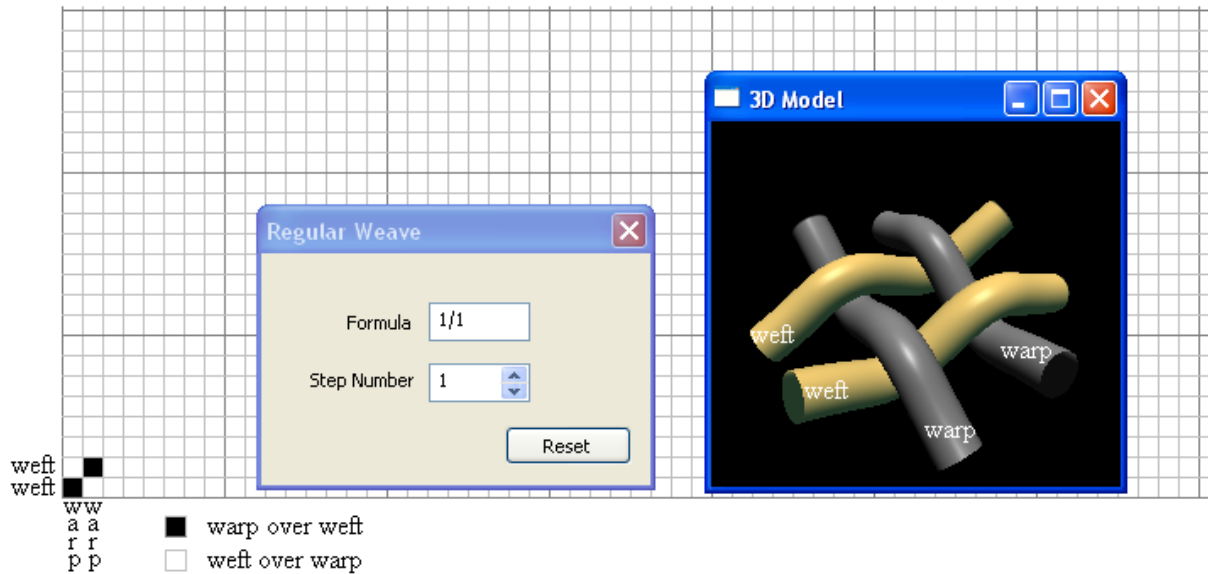 3D Model
Regular Weave
Formula 1/1
Step Number 1
Reset
weft
weft
warp
warp
weft
weft
warp
warp
warp over weft
weft over warp